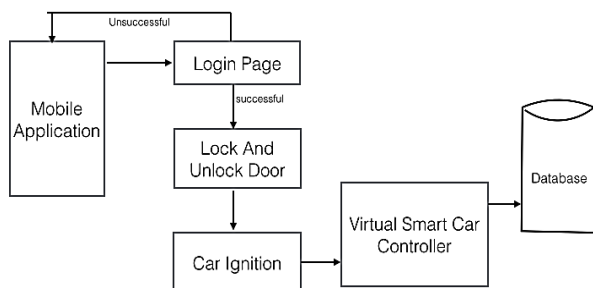 Unsuccessful
Login Page
Mobile
Application
successful
Lock And
Unlock Door
Database
Virtual Smart Car
Controller
Car Ignition